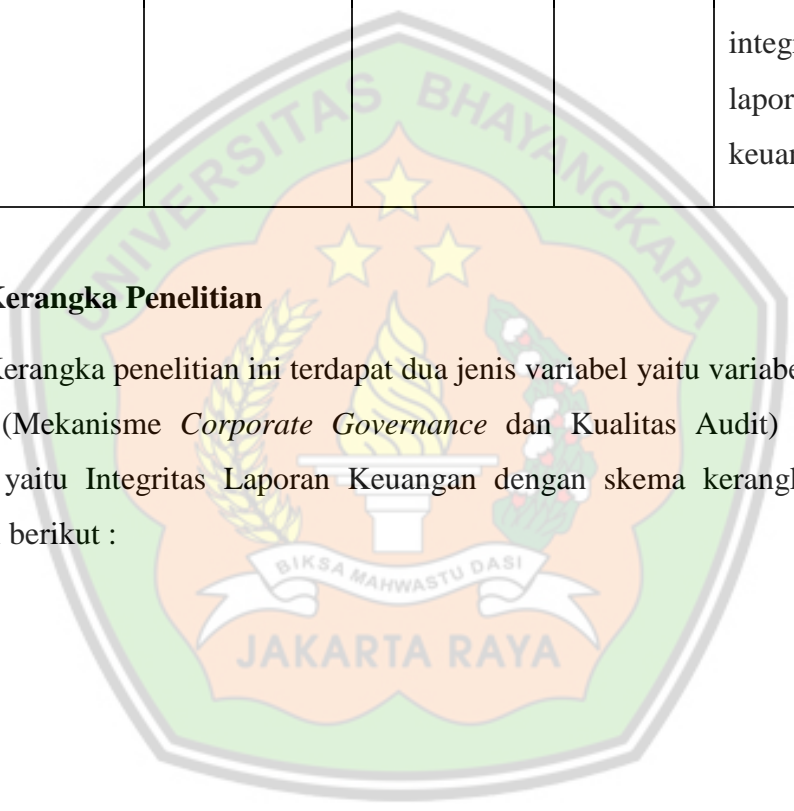 integ
lapor
keuan
Kerangka Penelitian
Kerangka penelitian ini terdapat dua jenis variabel yaitu variabe
(Mekanisme Corporate Governance dan Kualitas Audit)
yaitu Integritas Laporan Keuangan dengan skema kerangk
berikut :
UNIVERSITAS BHAYANGKARA
BIKSA MAHWASTU DASI
JAKARTA RAYA